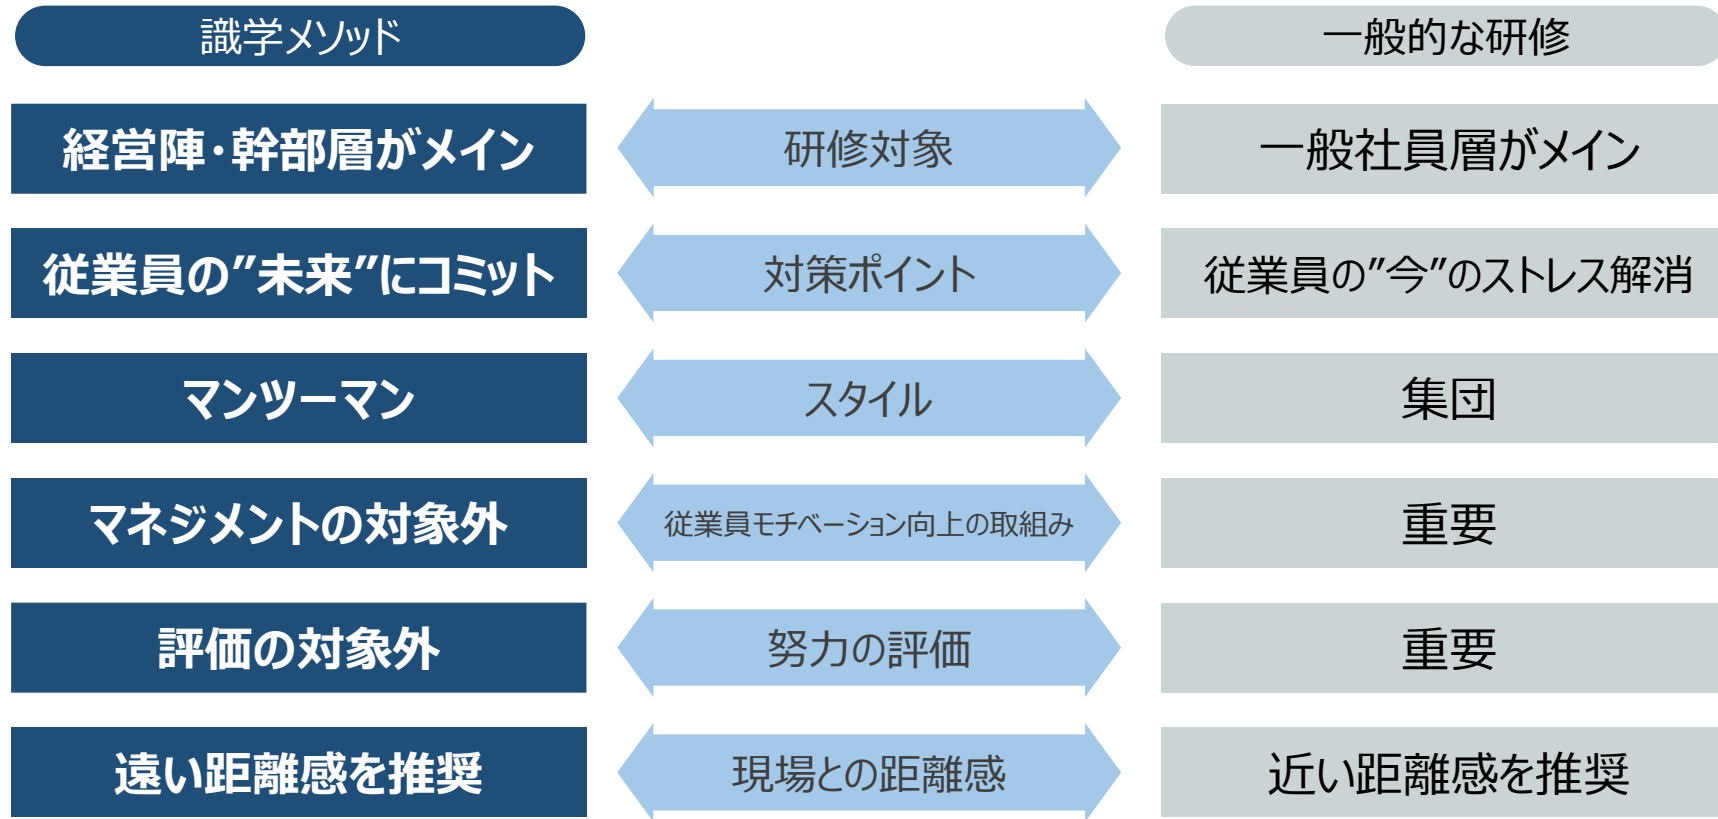 識学メソッド
一般的な研修
経営陣・幹部層がメイン
研修対象
一般社員層がメイン
従業員の”未来”にコミット
対策ポイント
従業員の”今”のストレス解消
マンツーマン
スタイル
集団
マネジメントの対象外
従業員モチベーション向上の取組み
重要
評価の対象外
努力の評価
重要
遠い距離感を推奨
現場との距離感
近い距離感を推奨